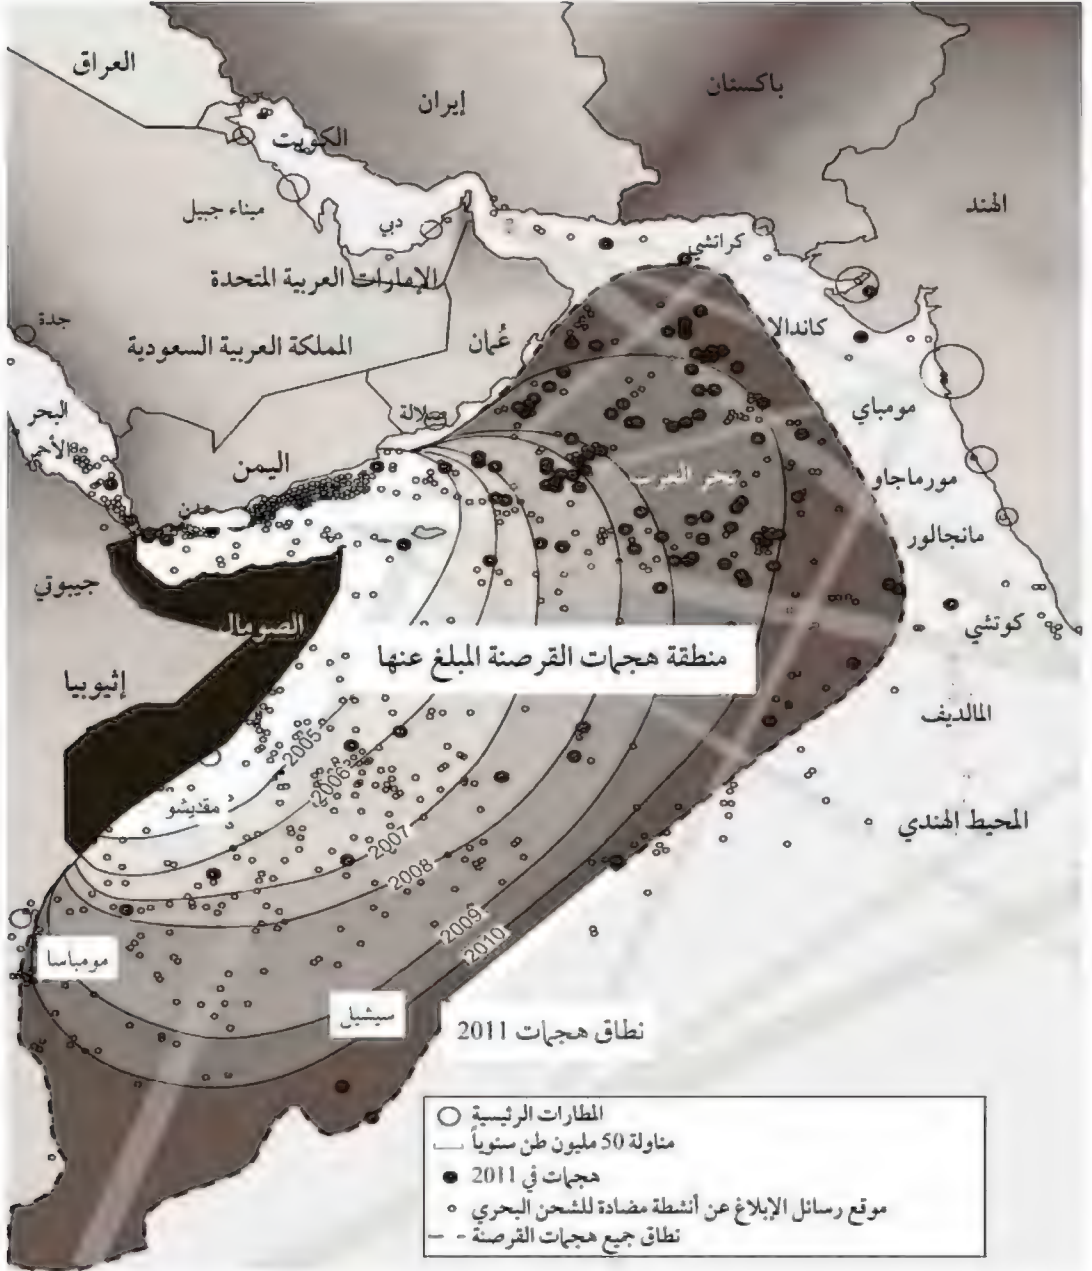 العراق
إيران
باكستان
الكويت
الهند
ميناء جبيل
دبي
كراتشي
الإمارات العربية المتحدة
جدة
كاندالا
المملكة العربية السعودية
عُمان
البحر
الأحمر
صلالة
مومباي
اليمن
بحر العرب
مورماجاو
عدن
مانجالور
جيبوتي
الصومال
كوتشي
منطقة هجمات القرصنة المبلغ عنها
إثيوبيا
المالديف
2005
2006
مقديشو
المحيط الهندي
2007
2008
2009
2010
مومباسا
سيشيل
نطاق هجمات 2011
المطارات الرئيسية
مناولة 50 مليون طن سنوياً
هجمات في 2011
موقع رسائل الإبلاغ عن أنشطة مضادة للشحن البحري
نطاق جميع هجمات القرصنة